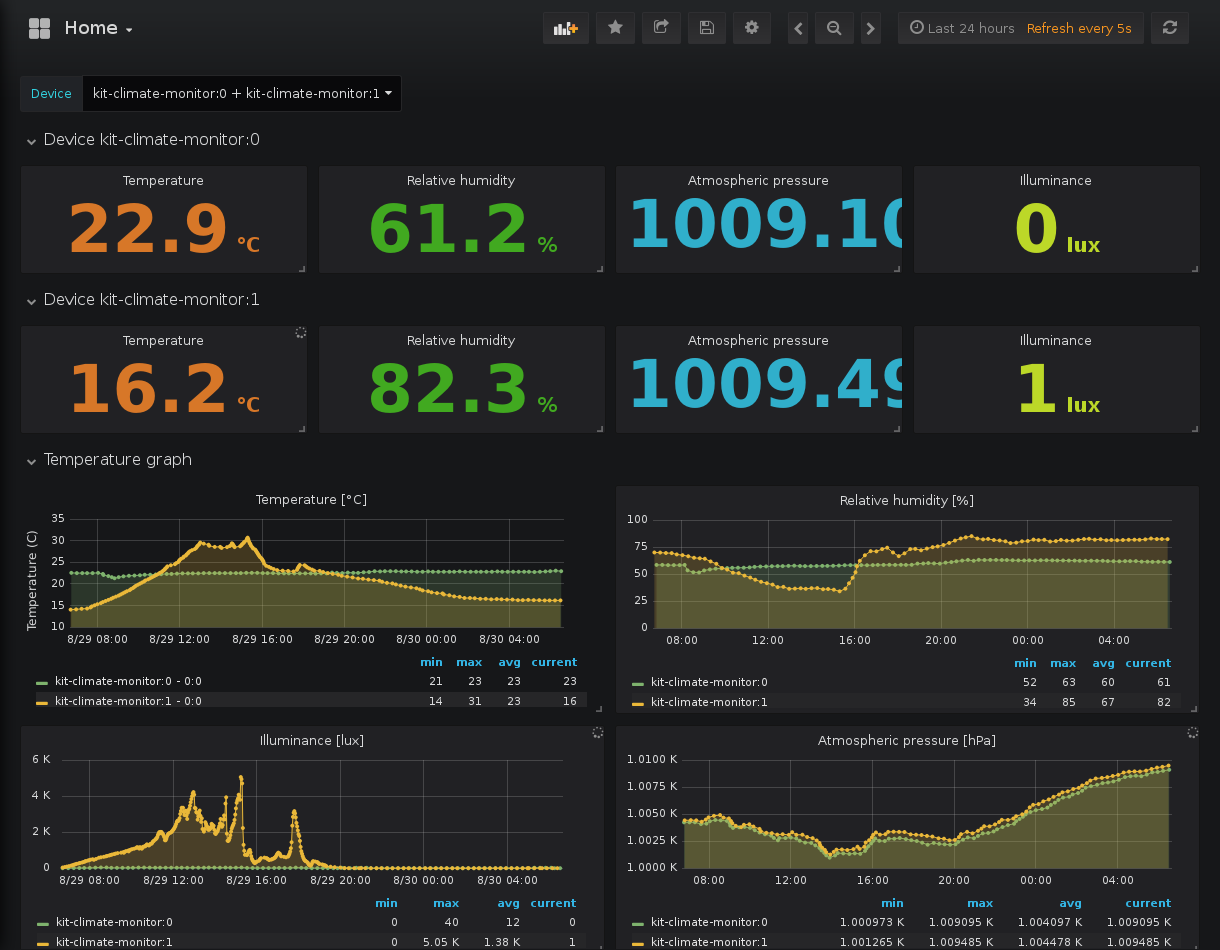 Home
Last 24 hours Refresh every 5s
Device kit-climate-monitor:0 + kit-climate-monitor:1
Device kit-climate-monitor:0
Temperature Relative humidity Atmospheric pressure Illuminance
22.9 °C 61.2 % 1009.10 0 lux
Device kit-climate-monitor:1
Temperature Relative humidity Atmospheric pressure Illuminance
16.2 °C 82.3 % 1009.49 1 lux
Temperature graph
Temperature [°C]
Temperature (C)
35
30
25
20
15
10
8/29 08:00 8/29 12:00 8/29 16:00 8/29 20:00 8/30 00:00 8/30 04:00
min max avg current
kit-climate-monitor:0 - 0:0 21 23 23 23
kit-climate-monitor:1 - 0:0 14 31 23 16
Relative humidity [%]
100
75
50
25
0
08:00 12:00 16:00 20:00 00:00 04:00
min max avg current
kit-climate-monitor:0 52 63 60 61
kit-climate-monitor:1 34 85 67 82
Illuminance [lux]
6 K
4 K
2 K
0
8/29 08:00 8/29 12:00 8/29 16:00 8/29 20:00 8/30 00:00 8/30 04:00
min max avg current
kit-climate-monitor:0 0 40 12 0
kit-climate-monitor:1 0 5.05 K 1.38 K 1
Atmospheric pressure [hPa]
1.0100 K
1.0075 K
1.0050 K
1.0025 K
1.0000 K
08:00 12:00 16:00 20:00 00:00 04:00
min max avg current
kit-climate-monitor:0 1.000973 K 1.009095 K 1.004097 K 1.009095 K
kit-climate-monitor:1 1.001265 K 1.009485 K 1.004478 K 1.009485 K